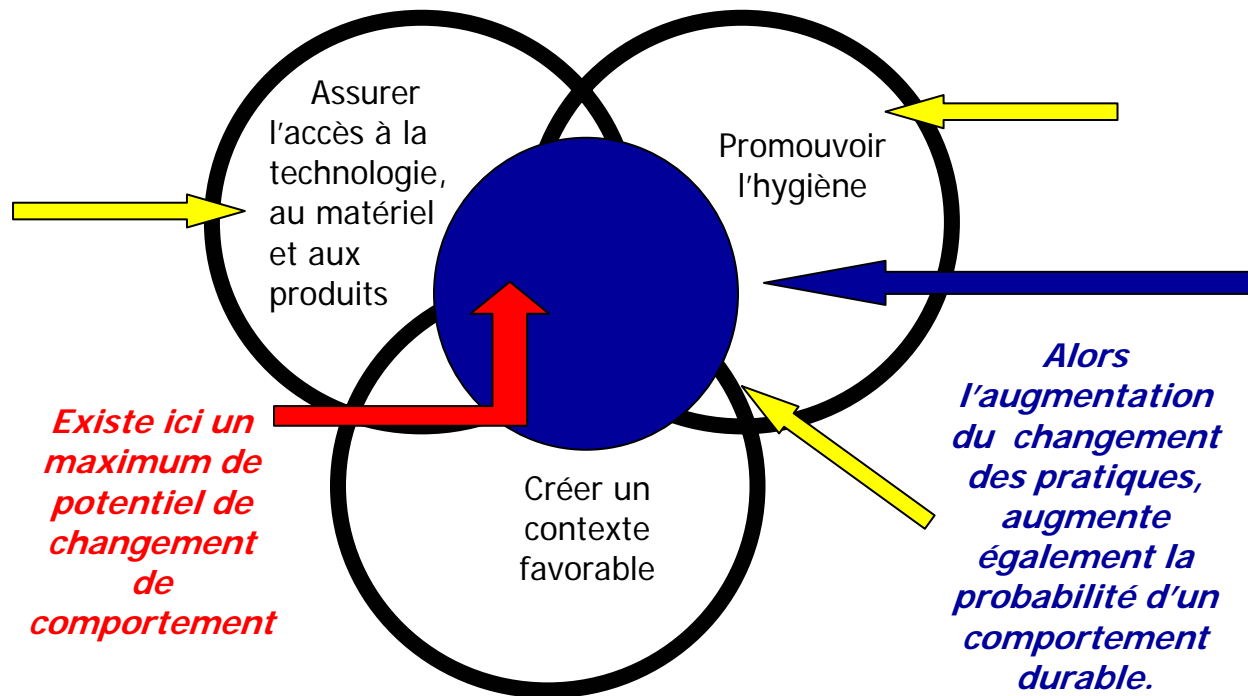 Assurer
l'accès à la
technologie,
au matériel
et aux
produits
Promouvoir
l'hygiène
Créer un
contexte
favorable
Existe ici un
maximum de
potentiel de
changement
de
comportement
Alors
l'augmentation
du changement
des pratiques,
augmente
également la
probabilité d'un
comportement
durable.